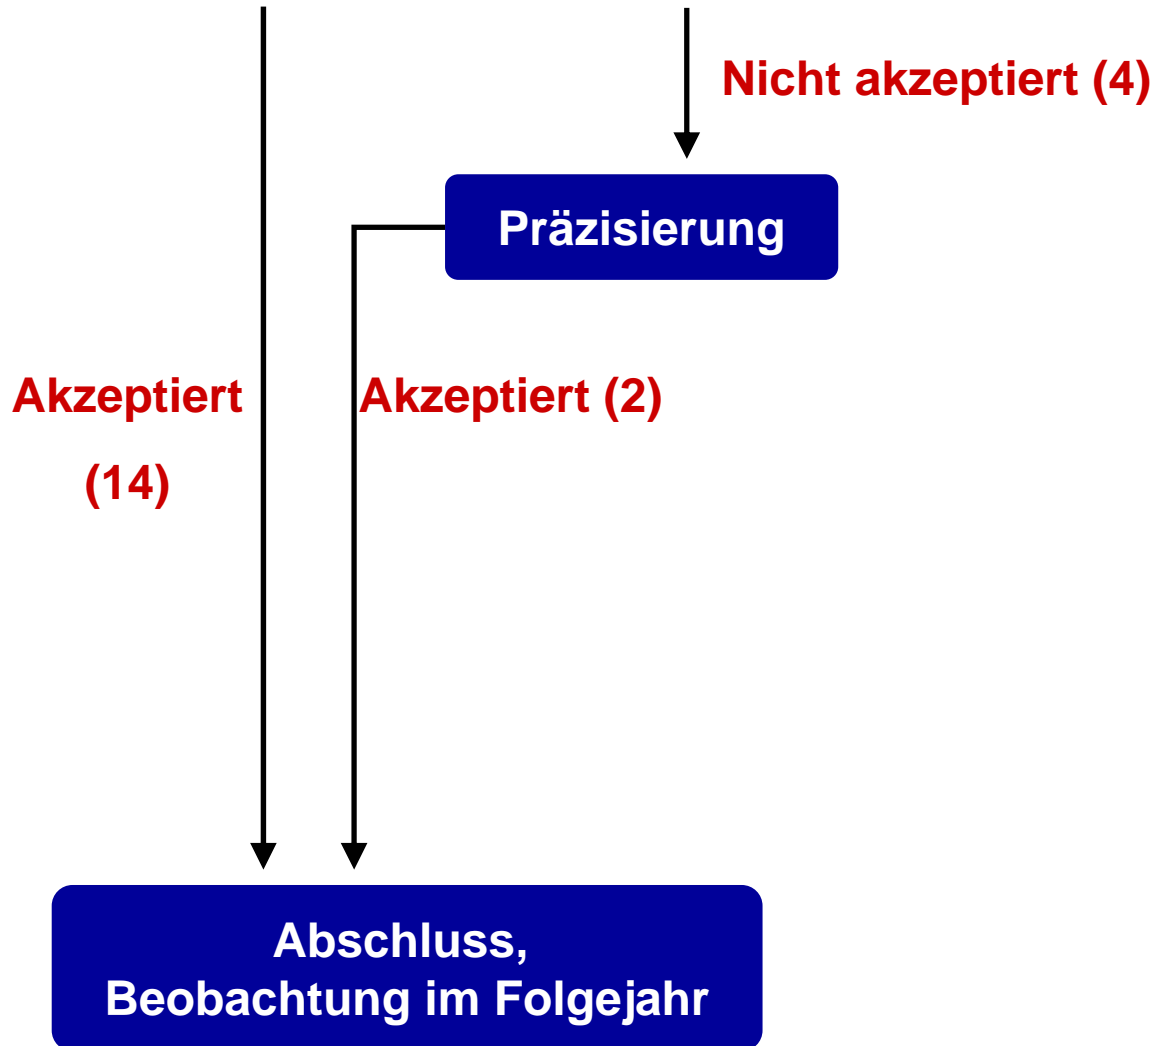 Nicht akzeptiert (4)
Präzisierung
Akzeptiert
(14)
Akzeptiert (2)
Abschluss,
Beobachtung im Folgejahr